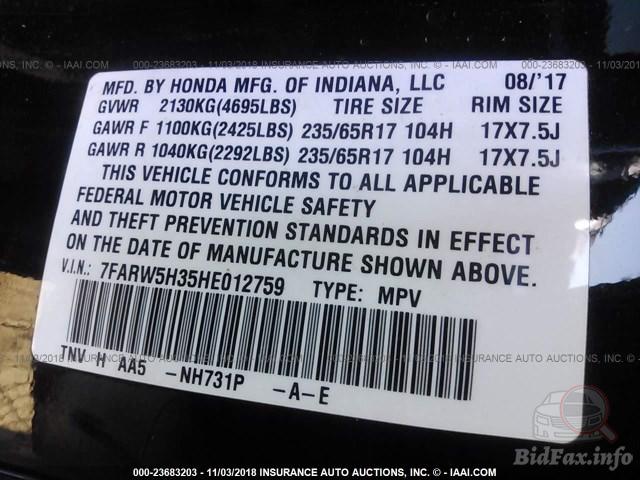 000-23683203 - 11/03/2018 INSURANCE AUTO AUCTIONS, INC. - © IAAI.COM
MFD. BY HONDA MFG. OF INDIANA, LLC 08/'17
GVWR 2130KG(4695LBS) TIRE SIZE RIM SIZE
GAWR F 1100KG(2425LBS) 235/65R17 104H 17X7.5J
GAWR R 1040KG(2292LBS) 235/65R17 104H 17X7.5J
THIS VEHICLE CONFORMS TO ALL APPLICABLE
FEDERAL MOTOR VEHICLE SAFETY
AND THEFT PREVENTION STANDARDS IN EFFECT
ON THE DATE OF MANUFACTURE SHOWN ABOVE.
V.I.N.: 7FARW5H35HE012759 TYPE: MPV
TNV H AA5 -NH731P -A-E
BidFax.info
000-23683203 - 11/03/2018 INSURANCE AUTO AUCTIONS, INC. - © IAAI.COM